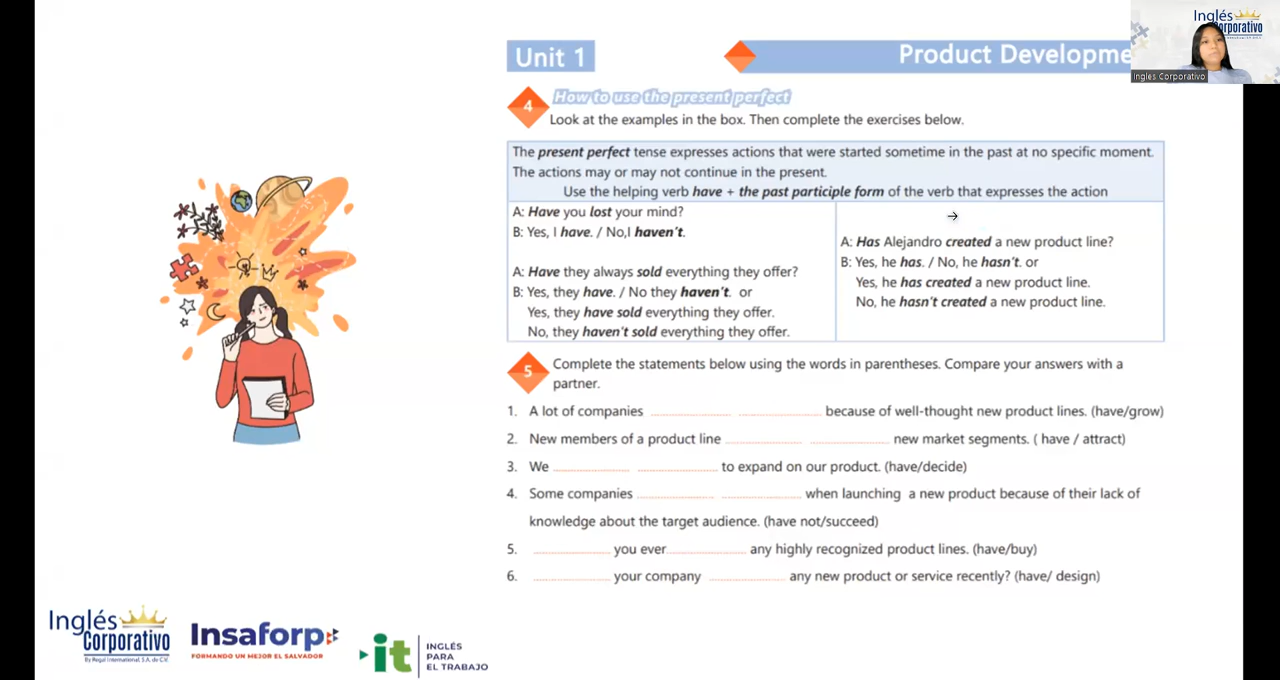 Inglés
Corporativo
Ingles Corporativo
Unit 1
Product Developme
4
How to use the present perfect
Look at the examples in the box. Then complete the exercises below.
The present perfect tense expresses actions that were started sometime in the past at no specific moment.
The actions may or may not continue in the present.
Use the helping verb have + the past participle form of the verb that expresses the action
A: Have you lost your mind?
B: Yes, I have. / No,I haven't.
A: Have they always sold everything they offer?
B: Yes, they have. / No they haven't. or
Yes, they have sold everything they offer.
No, they haven't sold everything they offer.
A: Has Alejandro created a new product line?
B: Yes, he has. / No, he hasn't. or
Yes, he has created a new product line.
No, he hasn't created a new product line.
5
Complete the statements below using the words in parentheses. Compare your answers with a
partner.
1. A lot of companies ........................ ........................ because of well-thought new product lines. (have/grow)
2. New members of a product line ........................ ........................ new market segments. ( have / attract)
3. We ........................ ........................ to expand on our product. (have/decide)
4. Some companies ........................ ........................ when launching a new product because of their lack of
knowledge about the target audience. (have not/succeed)
5. ........................ you ever ........................ any highly recognized product lines. (have/buy)
6. ........................ your company ........................ any new product or service recently? (have/ design)
Inglés
Corporativo
By Regal International, S.A. de C.V.
Insaforp
FORMANDO UN MEJOR EL SALVADOR
it
INGLÉS
PARA
EL TRABAJO